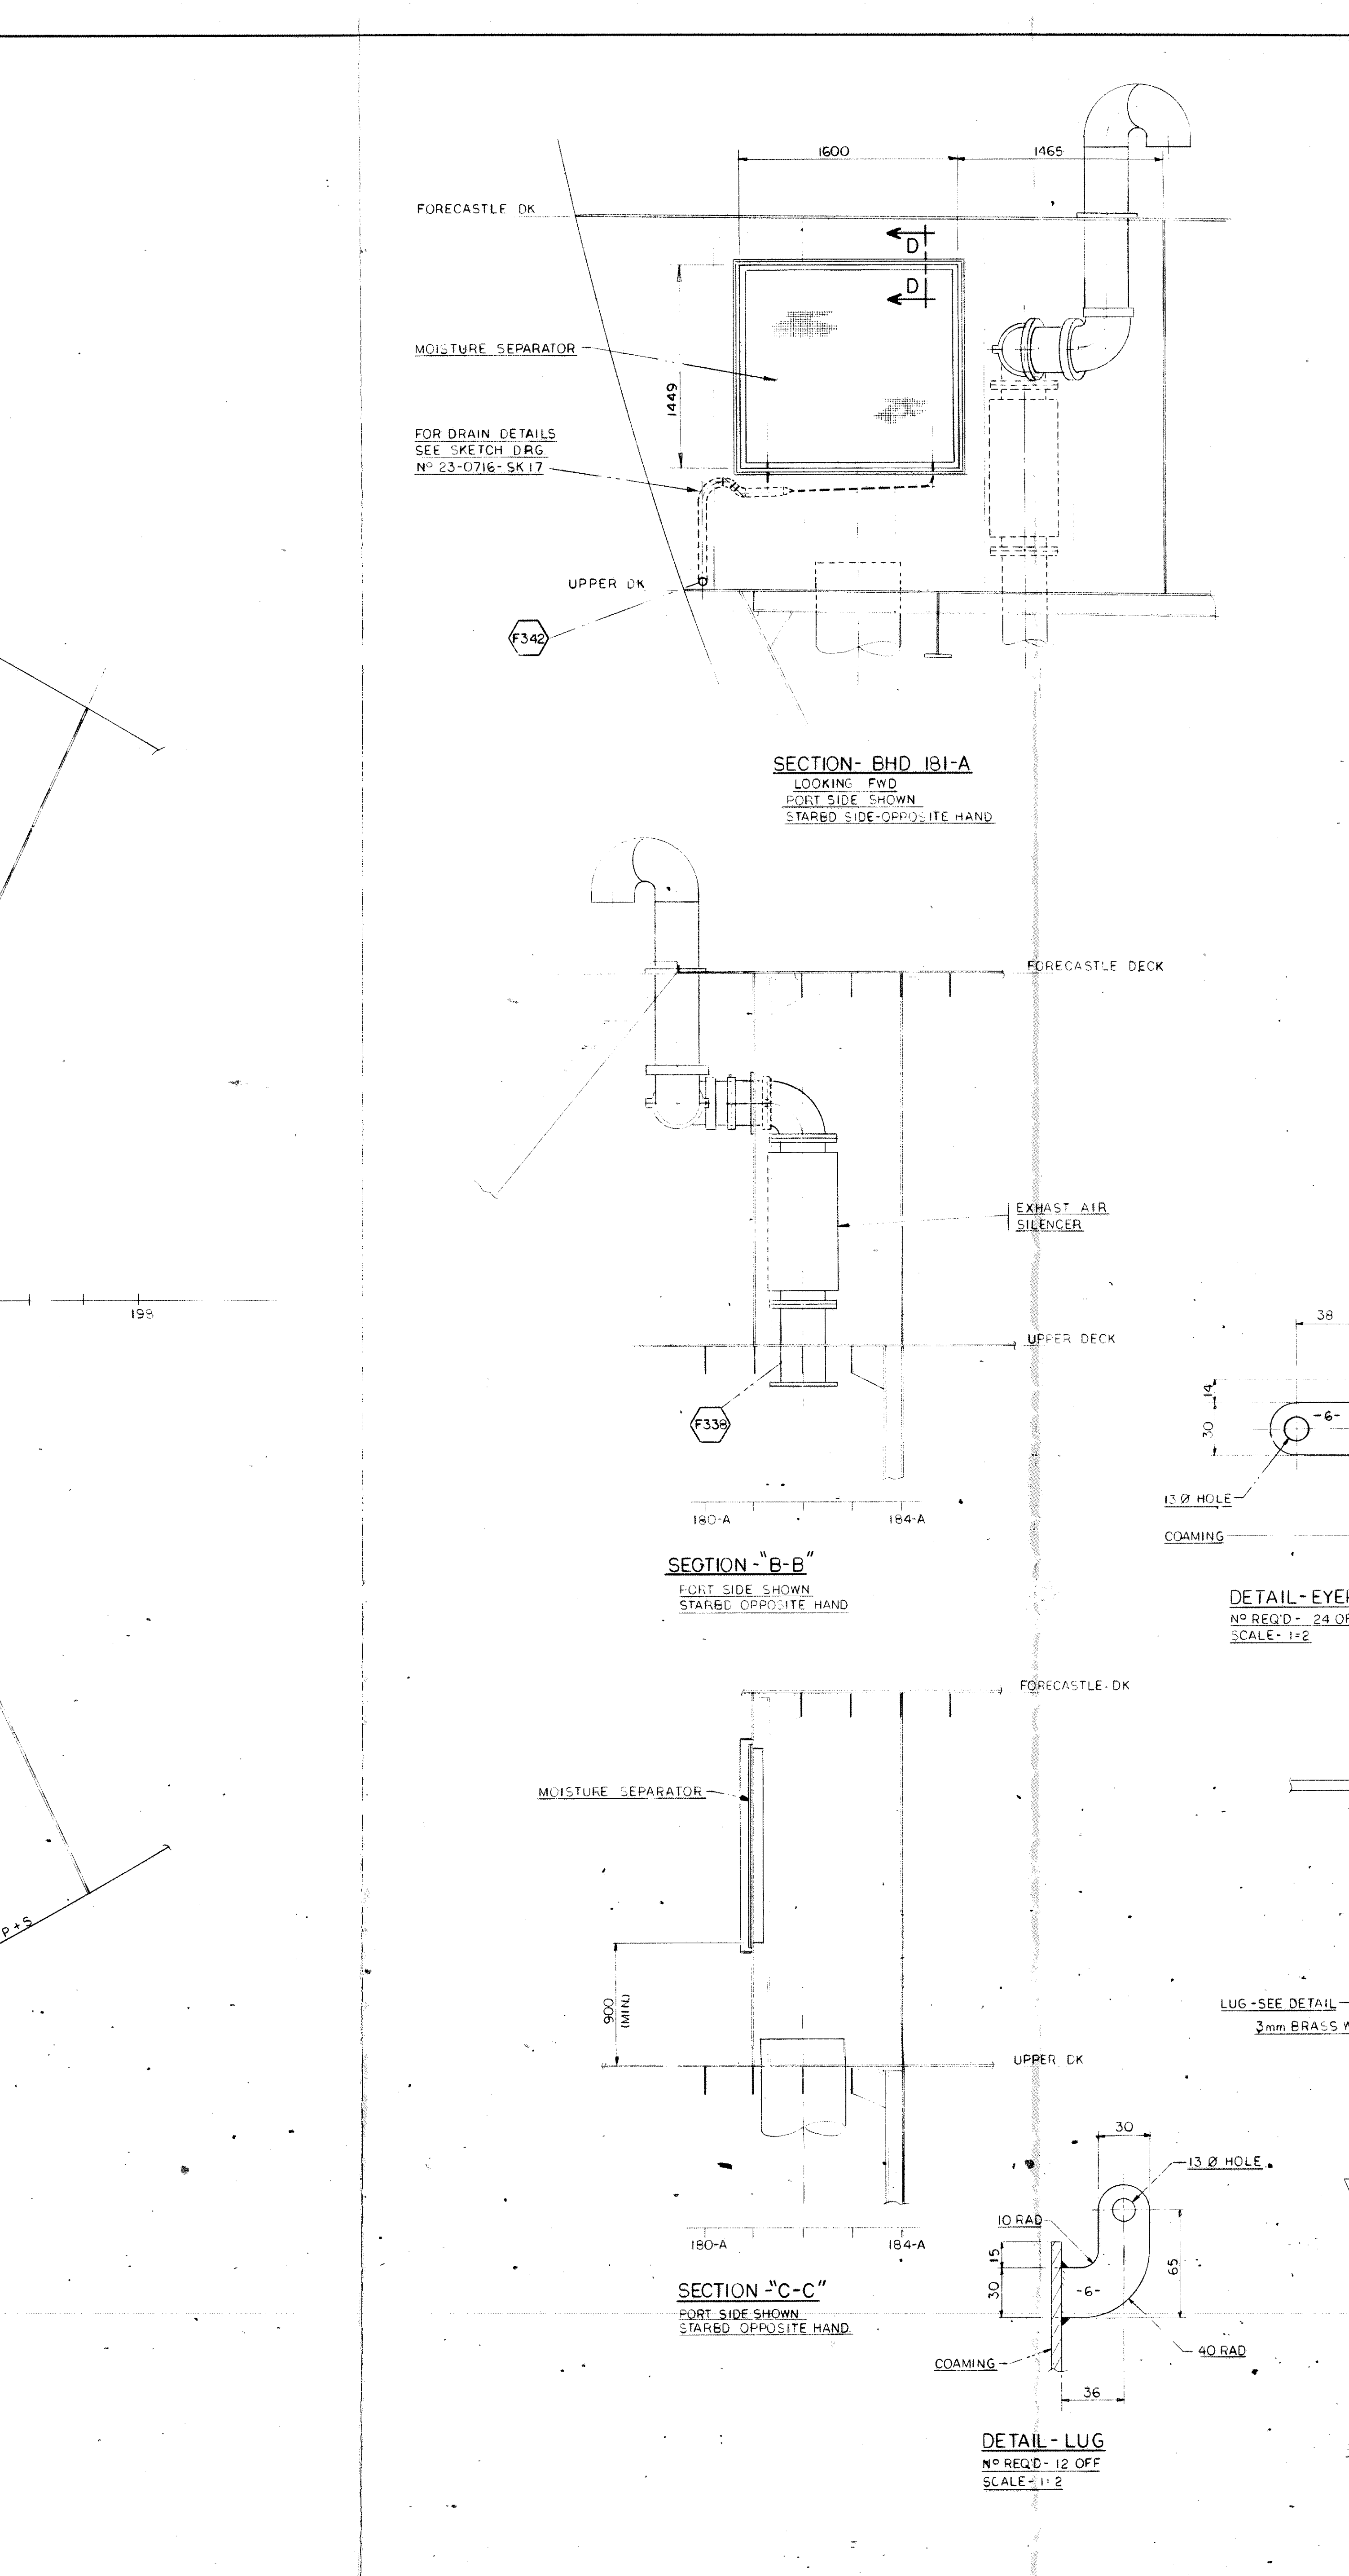 1600
1465
FORECASTLE DK
D
D
MOISTURE SEPARATOR
1449
FOR DRAIN DETAILS
SEE SKETCH DRG
Nº 23-0716-SK 17
UPPER DK
F342
SECTION- BHD 181-A
LOOKING FWD
PORT SIDE SHOWN
STARBD SIDE-OPPOSITE HAND
FORECASTLE DECK
EXHAST AIR
SILENCER
198
38
UPPER DECK
14
30
-6-
F338
13 Ø HOLE
180-A
184-A
COAMING
SECTION -"B-B"
PORT SIDE SHOWN
STARBD OPPOSITE HAND
DETAIL - EYE
Nº REQ'D - 24 OF
SCALE - 1=2
FORECASTLE DK
MOISTURE SEPARATOR
P+S
900
(MIN.)
LUG -SEE DETAIL
3mm BRASS
UPPER DK
30
13 Ø HOLE
10 RAD
15
30
65
-6-
180-A
184-A
SECTION -"C-C"
PORT SIDE SHOWN
STARBD OPPOSITE HAND
40 RAD
COAMING
36
DETAIL - LUG
Nº REQ'D - 12 OFF
SCALE - 1=2